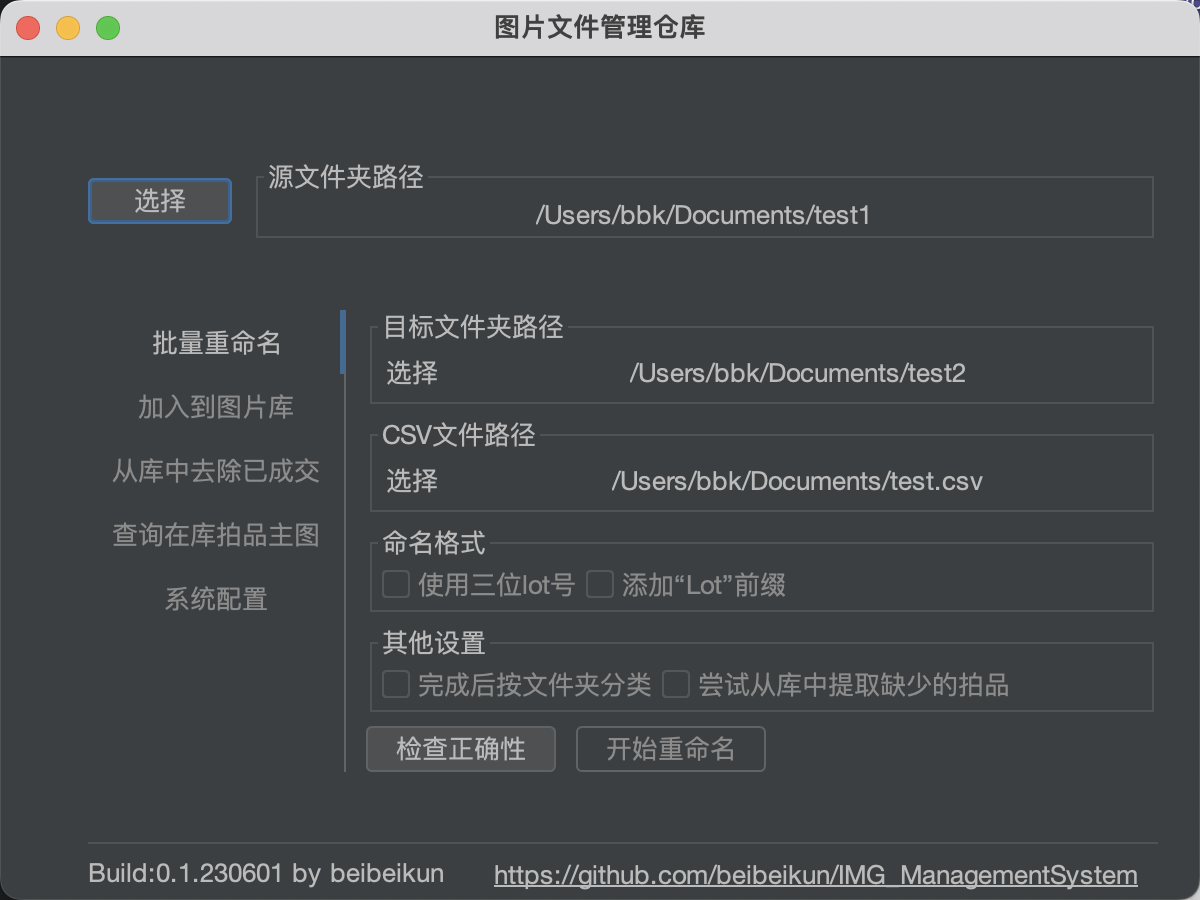 图片文件管理仓库
选择
源文件夹路径
/Users/bbk/Documents/test1
批量重命名
加入到图片库
从库中去除已成交
查询在库拍品主图
系统配置
目标文件夹路径
选择 /Users/bbk/Documents/test2
CSV文件路径
选择 /Users/bbk/Documents/test.csv
命名格式
使用三位lot号 添加“Lot”前缀
其他设置
完成后按文件夹分类 尝试从库中提取缺少的拍品
检查正确性 开始重命名
Build:0.1.230601 by beibeikun https://github.com/beibeikun/IMG_ManagementSystem